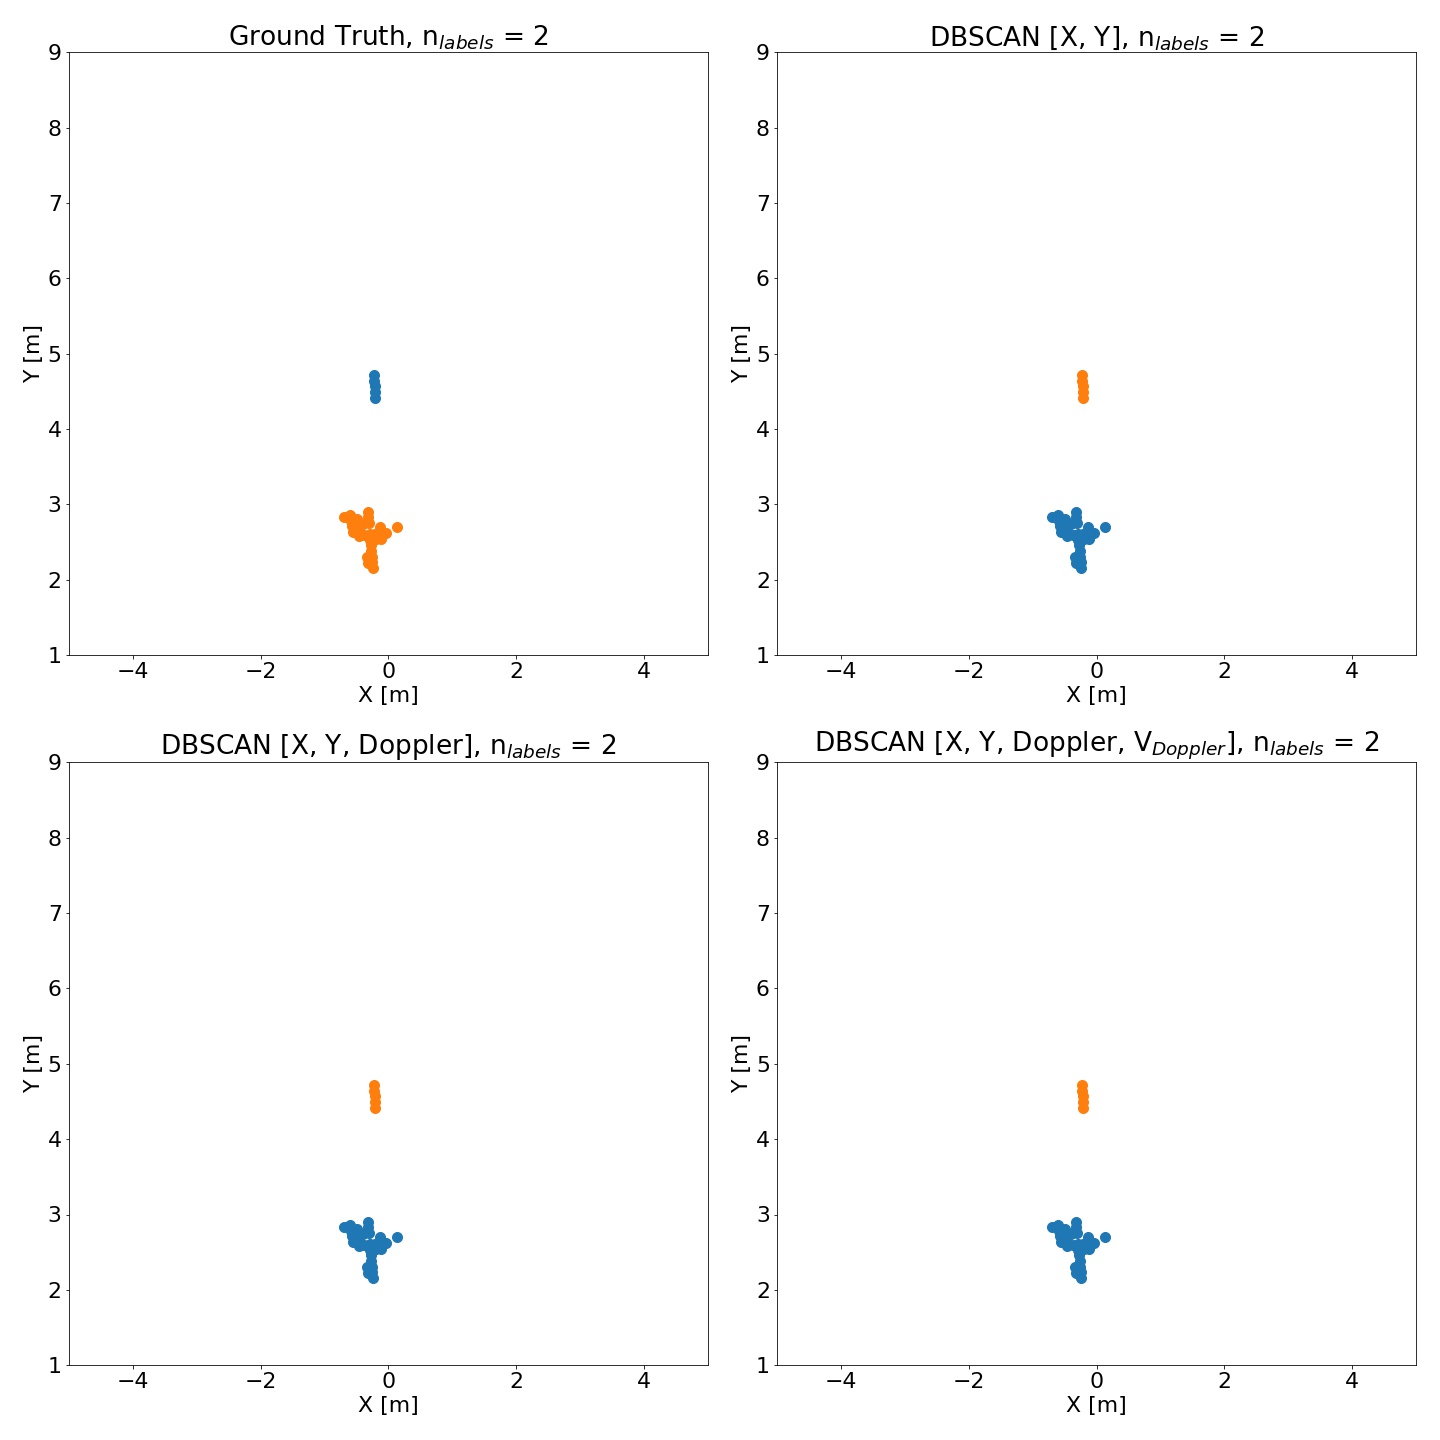 Ground Truth, n_labels = 2
9
8
7
6
5
4
3
2
1
Y [m]
−4 −2 0 2 4
X [m]
DBSCAN [X, Y], n_labels = 2
9
8
7
6
5
4
3
2
1
Y [m]
−4 −2 0 2 4
X [m]
DBSCAN [X, Y, Doppler], n_labels = 2
9
8
7
6
5
4
3
2
1
Y [m]
−4 −2 0 2 4
X [m]
DBSCAN [X, Y, Doppler, V_Doppler], n_labels = 2
9
8
7
6
5
4
3
2
1
Y [m]
−4 −2 0 2 4
X [m]